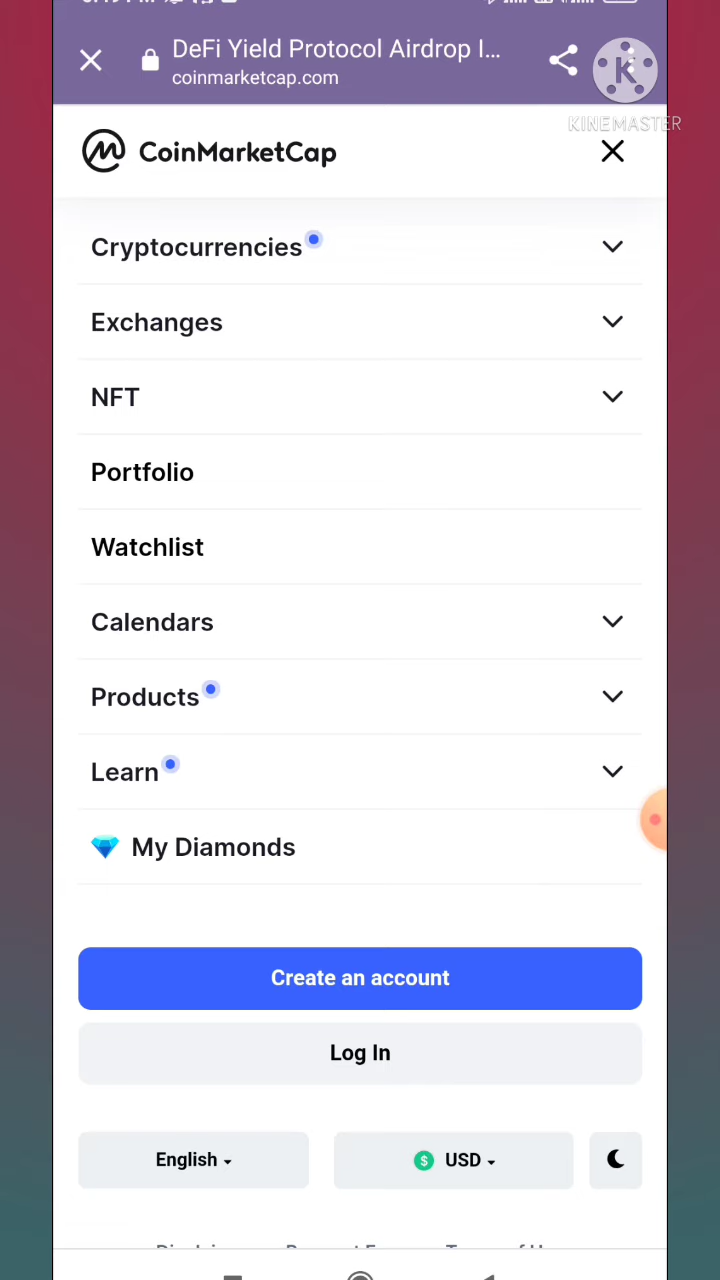 DeFi Yield Protocol Airdrop I...
coinmarketcap.com
K
KINEMASTER
CoinMarketCap
Cryptocurrencies
Exchanges
NFT
Portfolio
Watchlist
Calendars
Products
Learn
My Diamonds
Create an account
Log In
English
$ USD